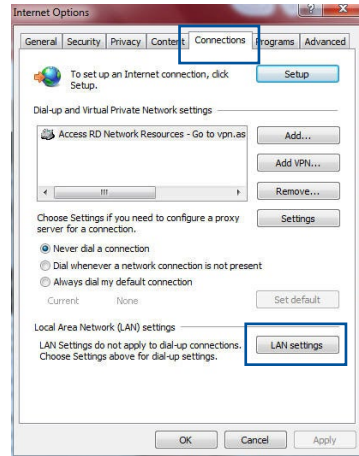 Internet Options
General Security Privacy Content Connections Programs Advanced
To set up an Internet connection, click
Setup.
Setup
Dial-up and Virtual Private Network settings
Access RD Network Resources - Go to vpn.as
Add...
Add VPN...
Remove...
Choose Settings if you need to configure a proxy
server for a connection.
Settings
Never dial a connection
Dial whenever a network connection is not present
Always dial my default connection
Current None
Set default
Local Area Network (LAN) settings
LAN Settings do not apply to dial-up connections.
Choose Settings above for dial-up settings.
LAN settings
OK Cancel Apply